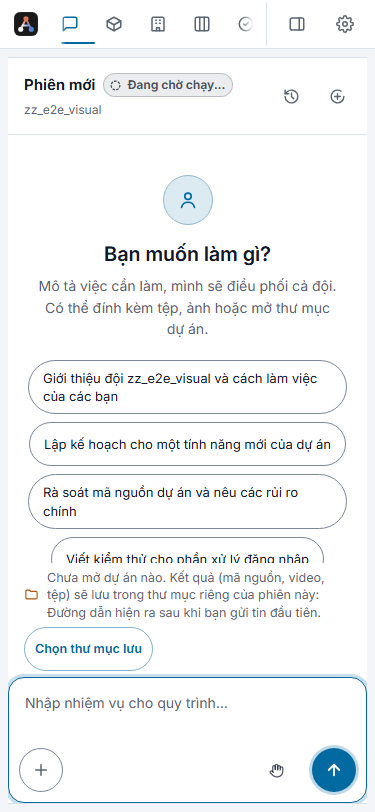 Phiên mới
Đang chờ chạy...
zz_e2e_visual
Bạn muốn làm gì?
Mô tả việc cần làm, mình sẽ điều phối cả đội.
Có thể đính kèm tệp, ảnh hoặc mở thư mục
dự án.
Giới thiệu đội zz_e2e_visual và cách làm việc
của các bạn
Lập kế hoạch cho một tính năng mới của dự án
Rà soát mã nguồn dự án và nêu các rủi ro
chính
Viết kiểm thử cho phần xử lý đăng nhập
Chưa mở dự án nào. Kết quả (mã nguồn, video,
tệp) sẽ lưu trong thư mục riêng của phiên này:
Đường dẫn hiện ra sau khi bạn gửi tin đầu tiên.
Chọn thư mục lưu
Nhập nhiệm vụ cho quy trình...